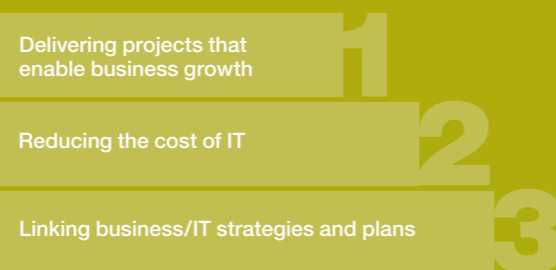 Delivering projects that
enable business growth
1
Reducing the cost of IT
2
Linking business/IT strategies and plans
3